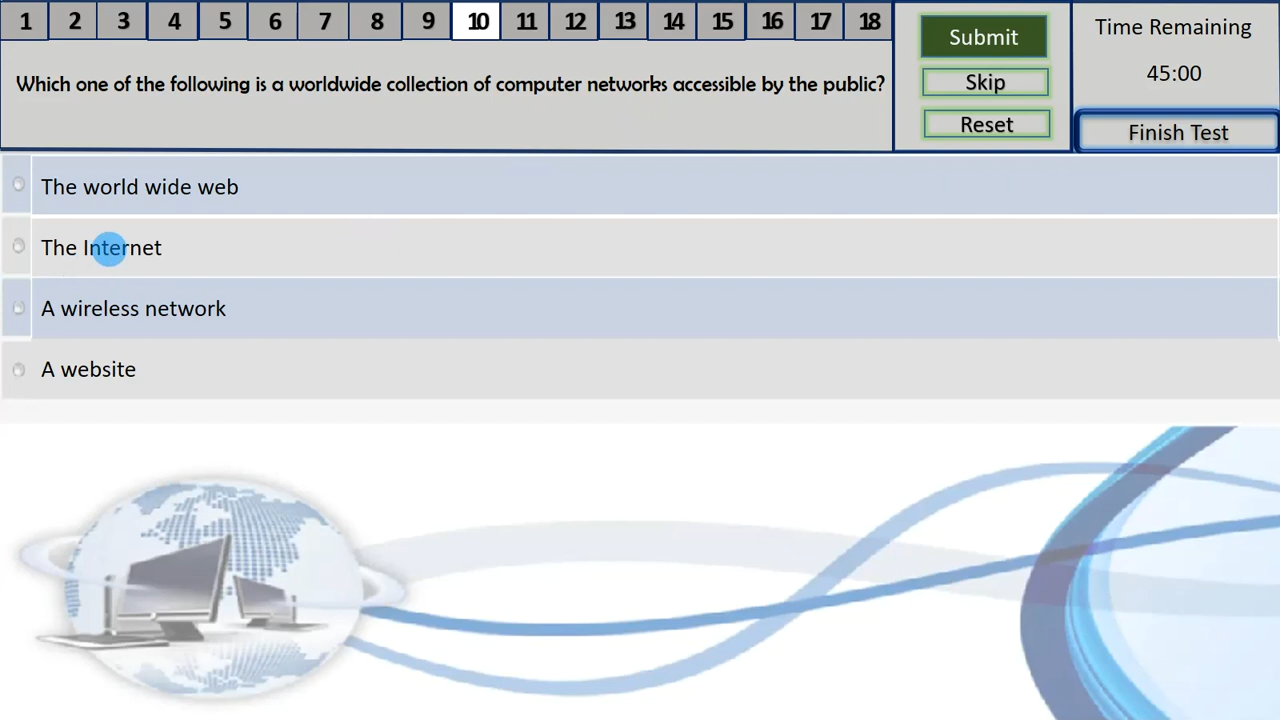 1 2 3 4 5 6 7 8 9 10 11 12 13 14 15 16 17 18
Which one of the following is a worldwide collection of computer networks accessible by the public?
Submit
Skip
Reset
Time Remaining
45:00
Finish Test
The world wide web
The Internet
A wireless network
A website